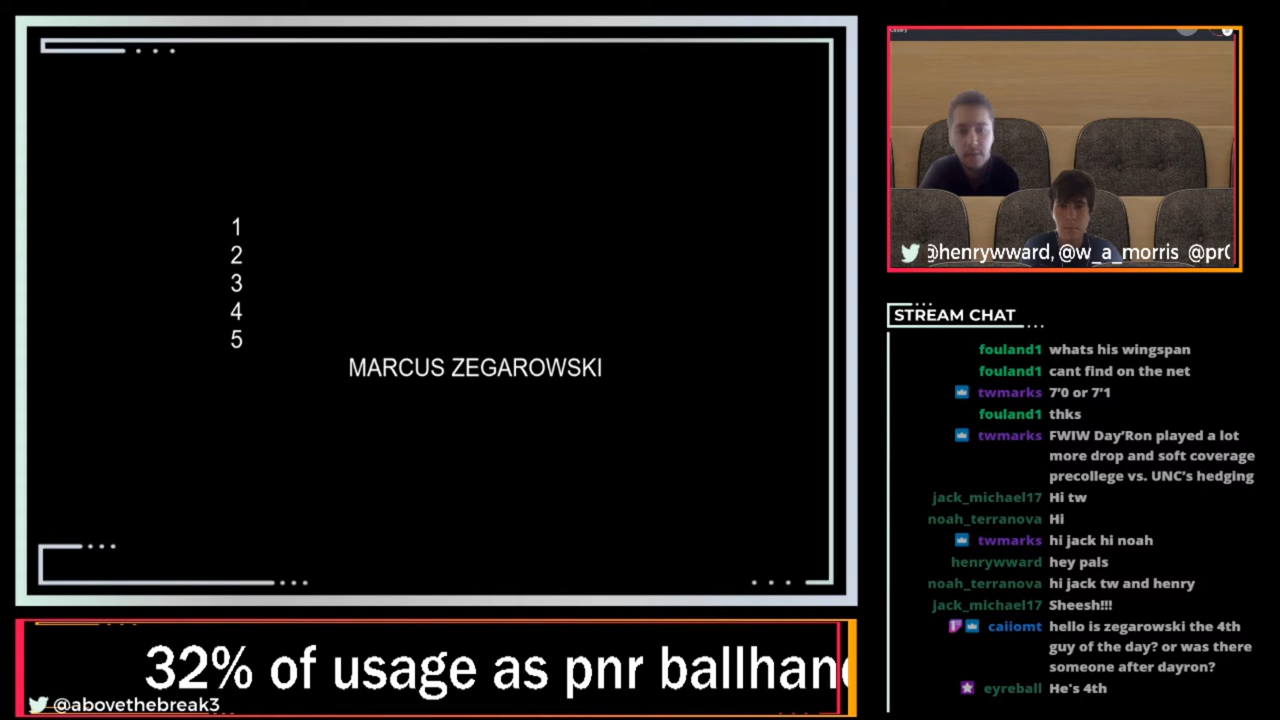 1
2
3
4
5
MARCUS ZEGAROWSKI
32% of usage as pnr ballhand
@abovethebreak3
@henrywward, @w_a_morris @pr
STREAM CHAT
fouland1 whats his wingspan
fouland1 cant find on the net
twmarks 7'0 or 7'1
fouland1 thks
twmarks FWIW Day'Ron played a lot
more drop and soft coverage
precollege vs. UNC's hedging
jack_michael17 Hi tw
noah_terranova Hi
twmarks hi jack hi noah
henrywward hey pals
noah_terranova hi jack tw and henry
jack_michael17 Sheesh!!!
caiiomt hello is zegarowski the 4th
guy of the day? or was there
someone after dayron?
eyreball He's 4th